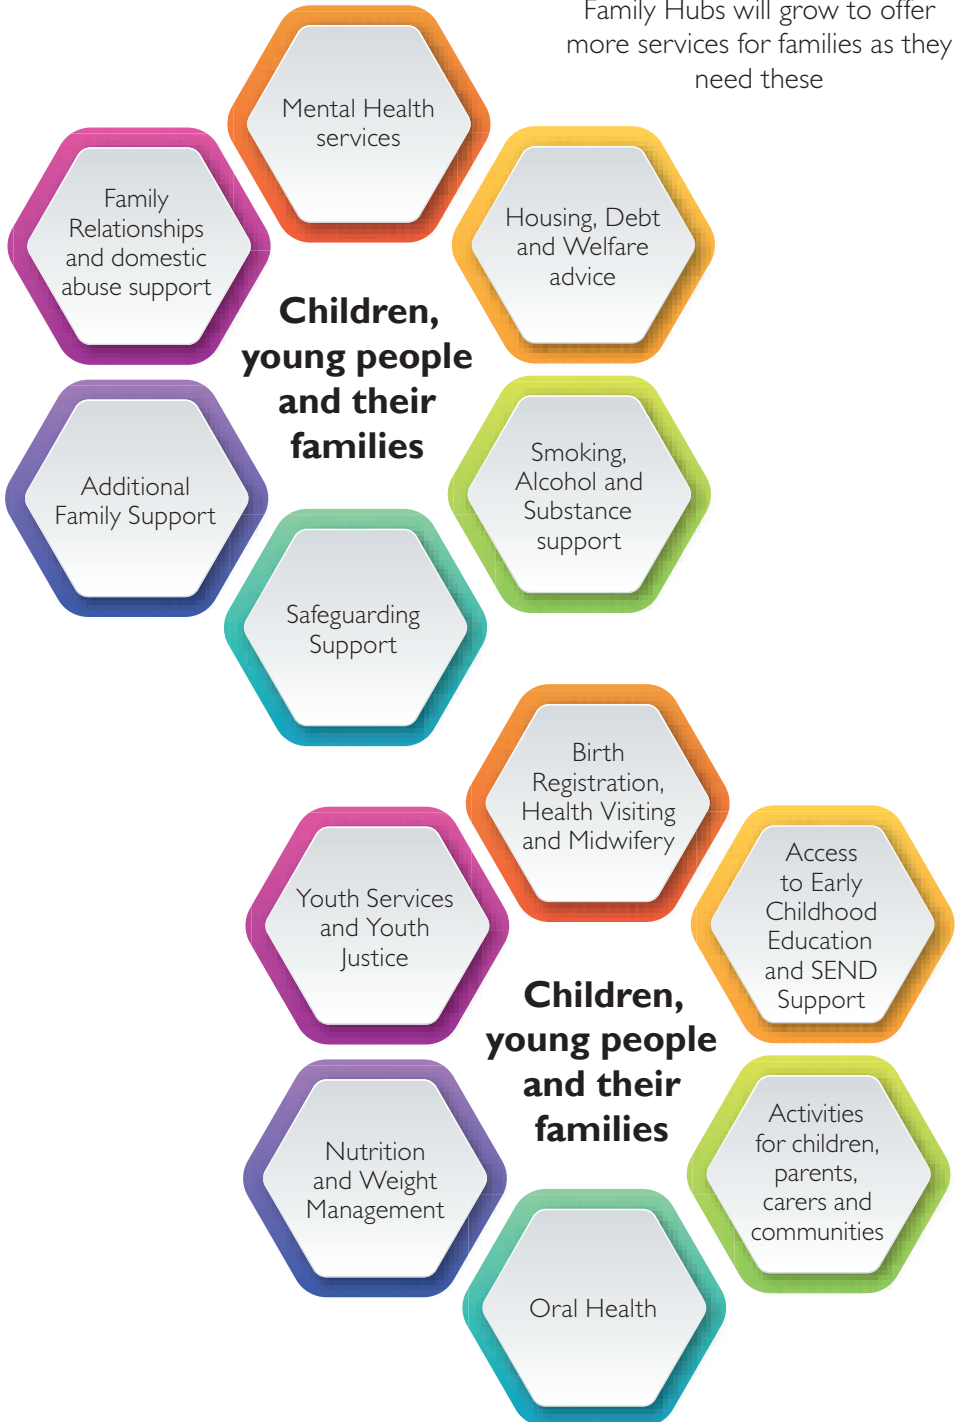 Family Hubs will grow to offer
more services for families as they
need these
Mental Health
services
Family
Relationships
and domestic
abuse support
Housing, Debt
and Welfare
advice
Children,
young people
and their
families
Additional
Family Support
Smoking,
Alcohol and
Substance
support
Safeguarding
Support
Birth
Registration,
Health Visiting
and Midwifery
Youth Services
and Youth
Justice
Access
to Early
Childhood
Education
and SEND
Support
Children,
young people
and their
families
Nutrition
and Weight
Management
Activities
for children,
parents,
carers and
communities
Oral Health